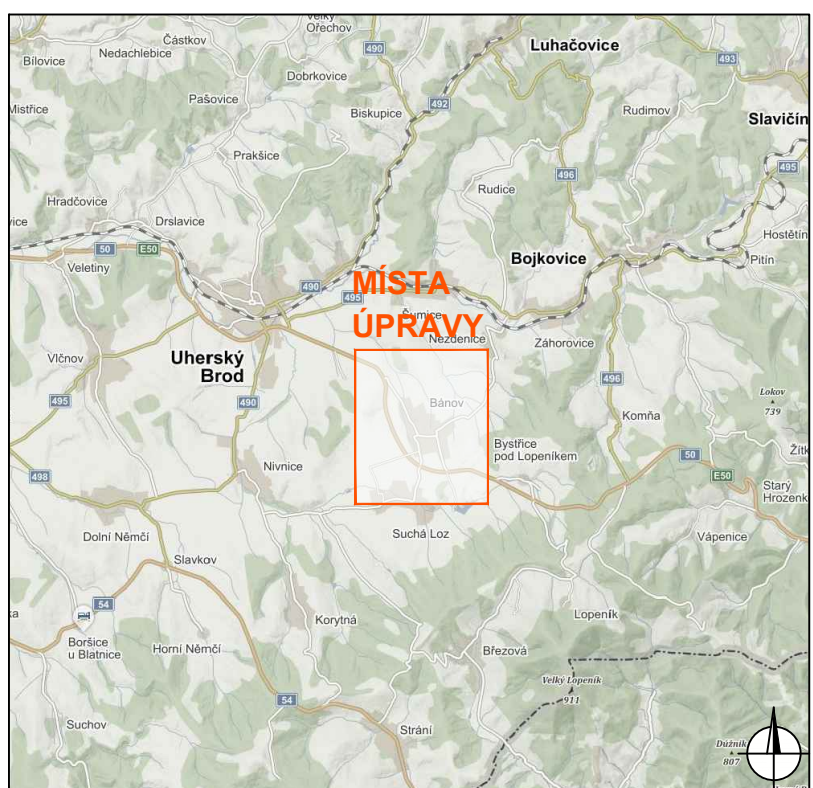 Velký
Ořechov
Částkov
490
Luhačovice
Nedachlebice
Bílovice
493
Dobrkovice
Pašovice
492
Mistřice
Biskupice
Rudimov
Slavičín
Prakšice
495
496
Rudice
Hradčovice
Drslavice
vice
Hostětín
50
E50
Bojkovice
Pitín
Veletiny
MÍSTA
490
495
Šumice
ÚPRAVY
Nezdenice
Záhorovice
Vlčnov
Uherský
Brod
496
Lokov
739
495
490
Bánov
Komňa
Bystřice
pod Lopeníkem
Žítk
50
Nivnice
E50
498
Starý
Hrozenk
Suchá Loz
Dolní Němčí
Vápenice
Slavkov
54
ka
Lopeník
Korytná
Boršice
u Blatnice
Horní Němčí
Březová
Velký Lopeník
911
54
Suchov
Strání
Dúžník
807